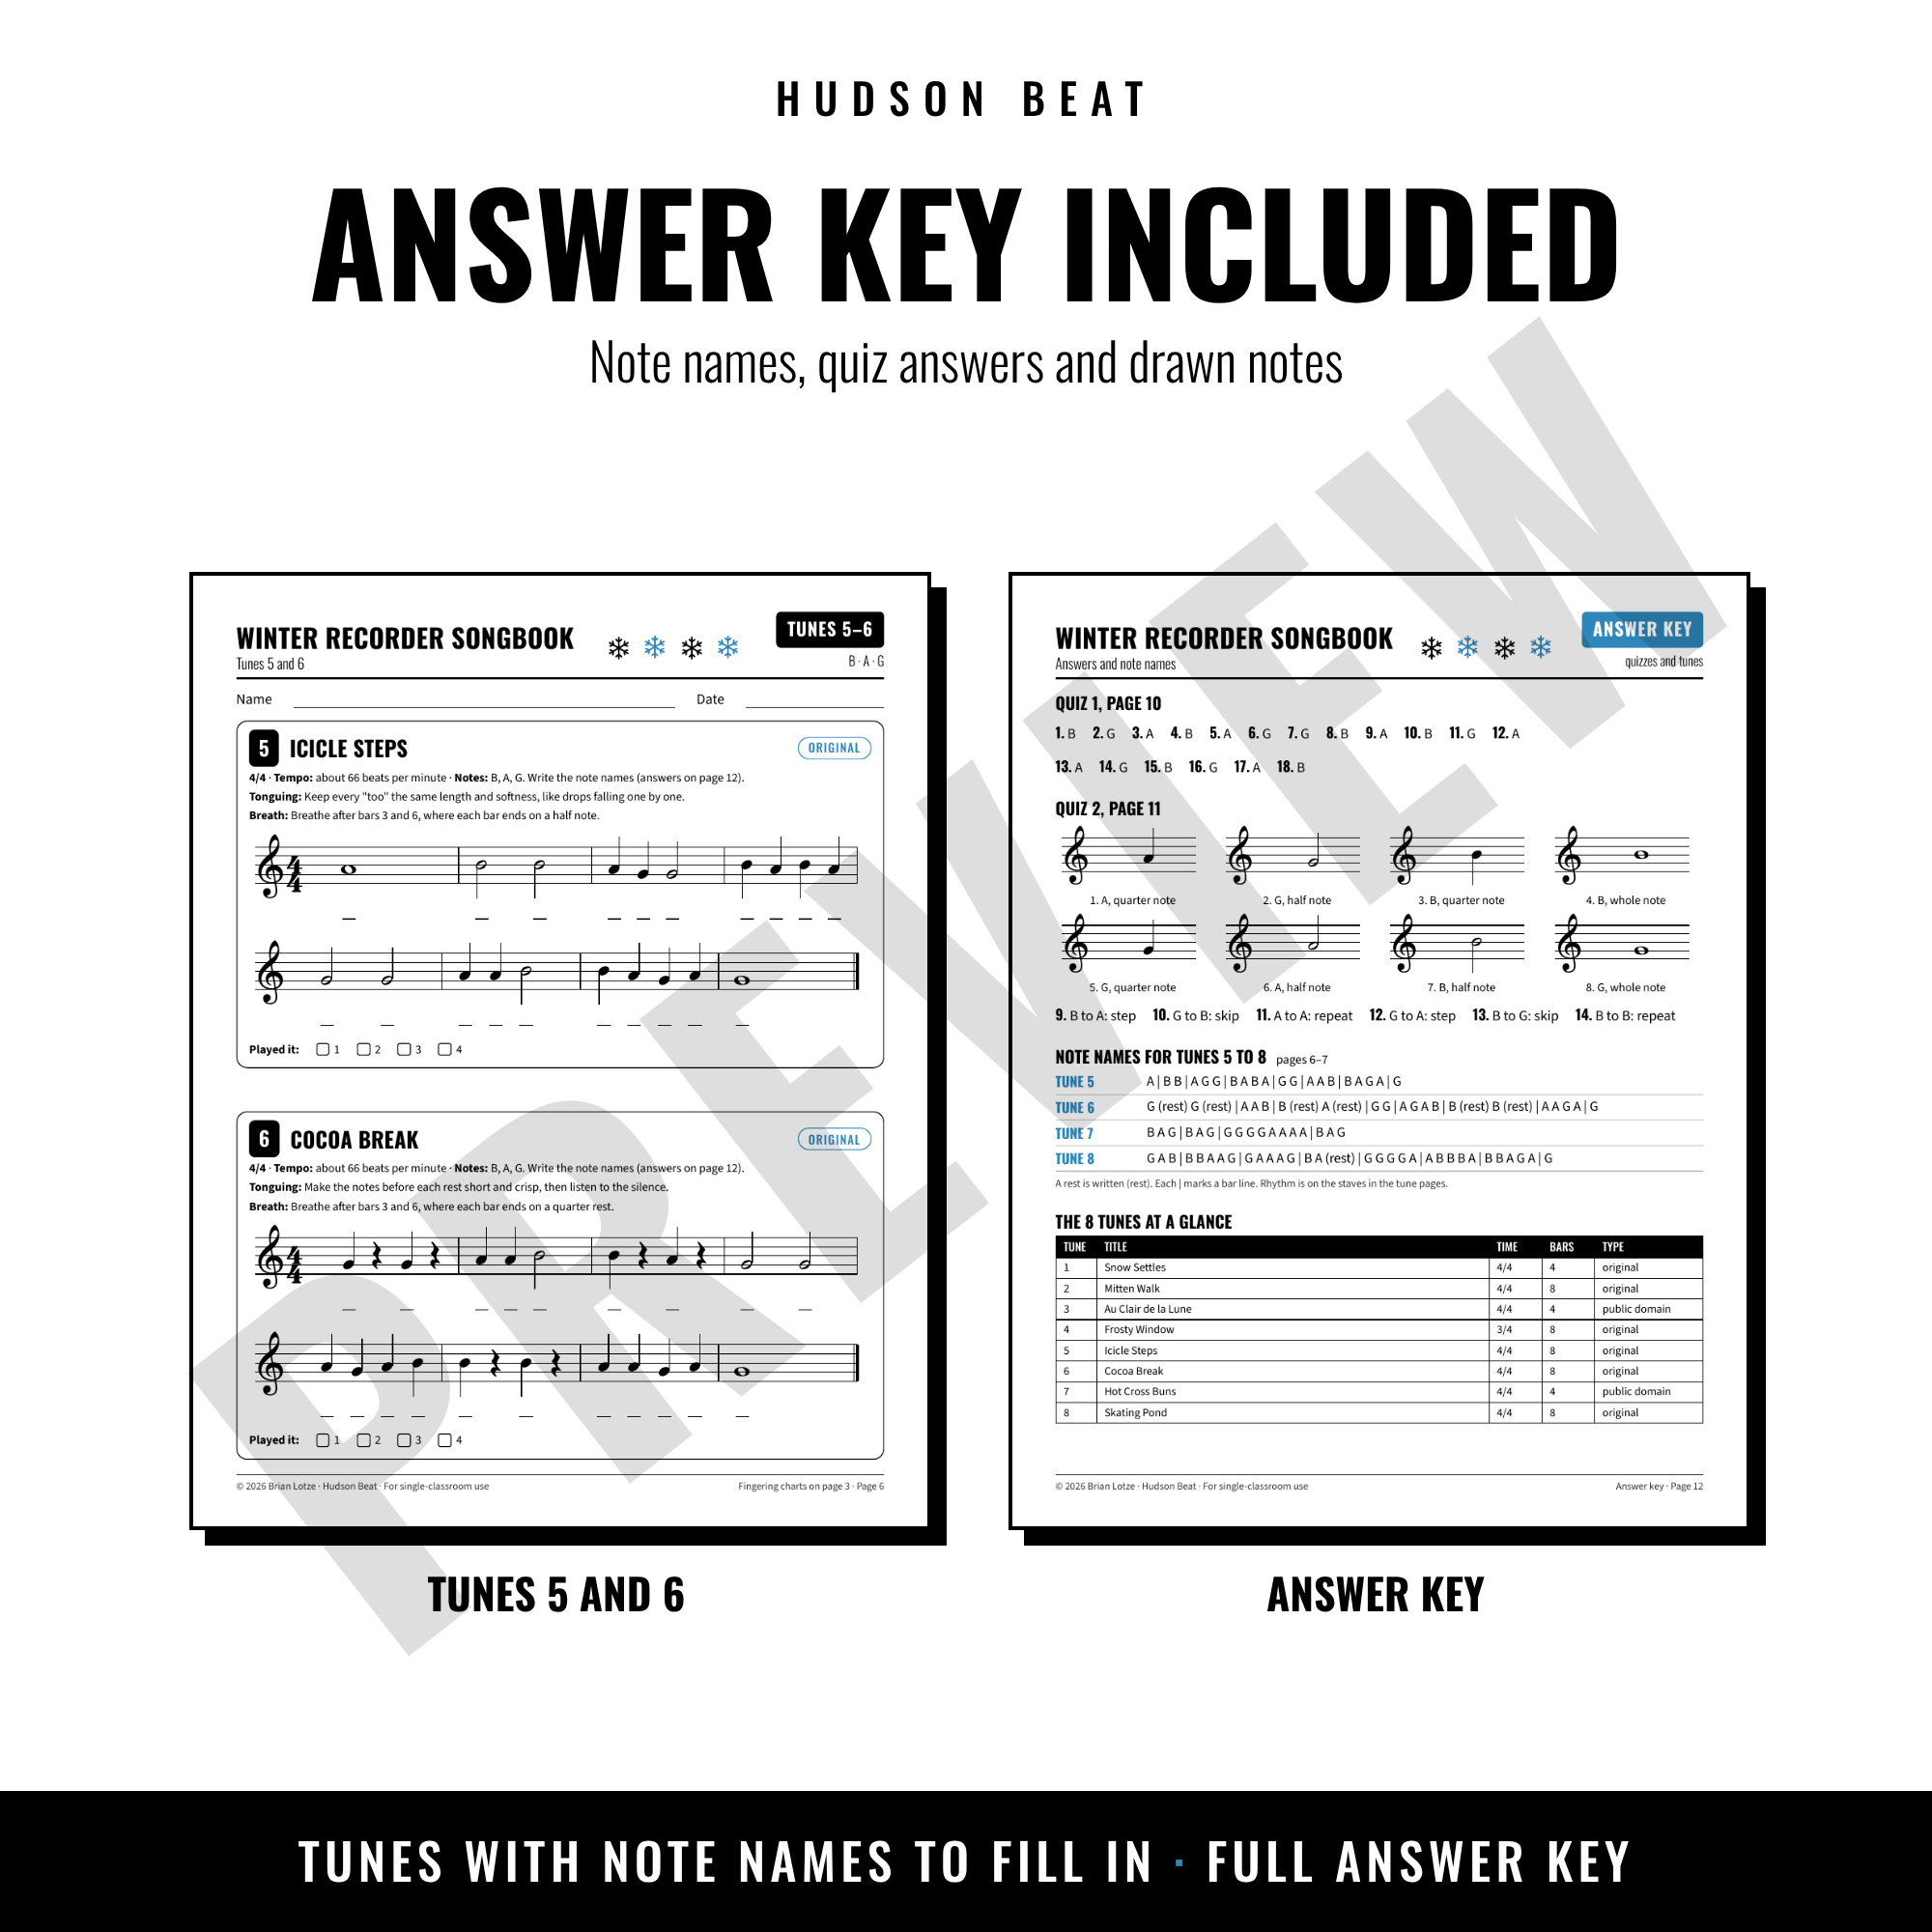 HUDSON BEAT
ANSWER KEY INCLUDED
Note names, quiz answers and drawn notes
WINTER RECORDER SONGBOOK
Tunes 5 and 6
TUNES 5–6
B · A · G
Name
Date
5 ICICLE STEPS
ORIGINAL
4/4 · Tempo: about 66 beats per minute · Notes: B, A, G. Write the note names (answers on page 12).
Tonguing: Keep every "too" the same length and softness, like drops falling one by one.
Breath: Breathe after bars 3 and 6, where each bar ends on a half note.
4
4
Played it: 1 2 3 4
6 COCOA BREAK
ORIGINAL
4/4 · Tempo: about 66 beats per minute · Notes: B, A, G. Write the note names (answers on page 12).
Tonguing: Make the notes before each rest short and crisp, then listen to the silence.
Breath: Breathe after bars 3 and 6, where each bar ends on a quarter rest.
4
4
Played it: 1 2 3 4
© 2026 Brian Lotze · Hudson Beat · For single-classroom use
Fingering charts on page 3 · Page 6
TUNES 5 AND 6
WINTER RECORDER SONGBOOK
Answers and note names
ANSWER KEY
quizzes and tunes
QUIZ 1, PAGE 10
1. B 2. G 3. A 4. B 5. A 6. G 7. G 8. B 9. A 10. B 11. G 12. A
13. A 14. G 15. B 16. G 17. A 18. B
QUIZ 2, PAGE 11
1. A, quarter note 2. G, half note 3. B, quarter note 4. B, whole note
5. G, quarter note 6. A, half note 7. B, half note 8. G, whole note
9. B to A: step 10. G to B: skip 11. A to A: repeat 12. G to A: step 13. B to G: skip 14. B to B: repeat
NOTE NAMES FOR TUNES 5 TO 8 pages 6–7
TUNE 5 A | B B | A G G | B A B A | G G | A A B | B A G A | G
TUNE 6 G (rest) G (rest) | A A B | B (rest) A (rest) | G G | A G A B | B (rest) B (rest) | A A G A | G
TUNE 7 B A G | B A G | G G G G A A A A | B A G
TUNE 8 G A B | B B A A G | G A A A G | B A (rest) | G G G G A | A B B B A | B B A G A | G
A rest is written (rest). Each | marks a bar line. Rhythm is on the staves in the tune pages.
THE 8 TUNES AT A GLANCE
TUNE TITLE TIME BARS TYPE
1 Snow Settles 4/4 4 original
2 Mitten Walk 4/4 8 original
3 Au Clair de la Lune 4/4 4 public domain
4 Frosty Window 3/4 8 original
5 Icicle Steps 4/4 8 original
6 Cocoa Break 4/4 8 original
7 Hot Cross Buns 4/4 4 public domain
8 Skating Pond 4/4 8 original
© 2026 Brian Lotze · Hudson Beat · For single-classroom use
Answer key · Page 12
ANSWER KEY
PREVIEW
TUNES WITH NOTE NAMES TO FILL IN · FULL ANSWER KEY